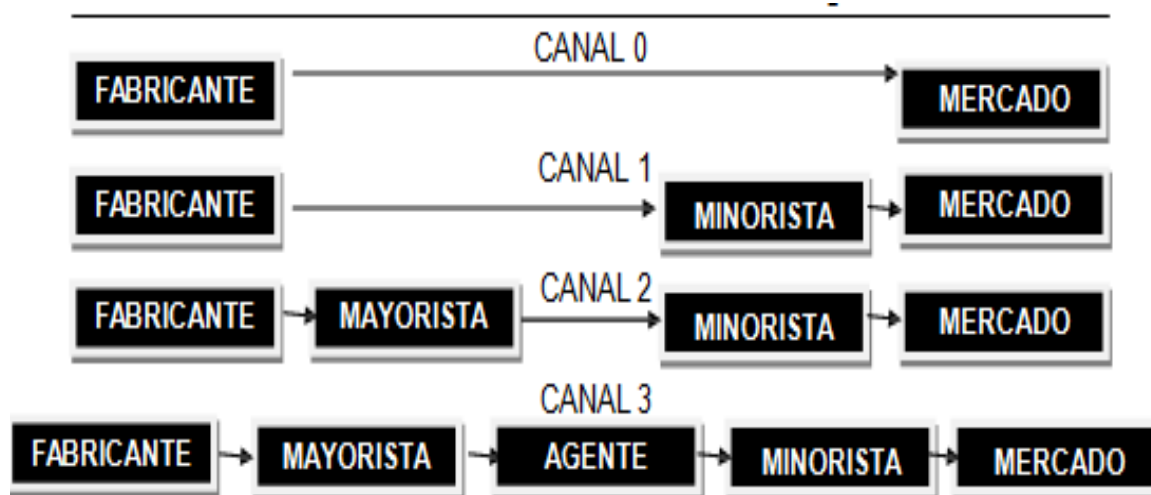 CANAL 0
FABRICANTE MERCADO
CANAL 1
FABRICANTE MINORISTA MERCADO
CANAL 2
FABRICANTE MAYORISTA MINORISTA MERCADO
CANAL 3
FABRICANTE MAYORISTA AGENTE MINORISTA MERCADO